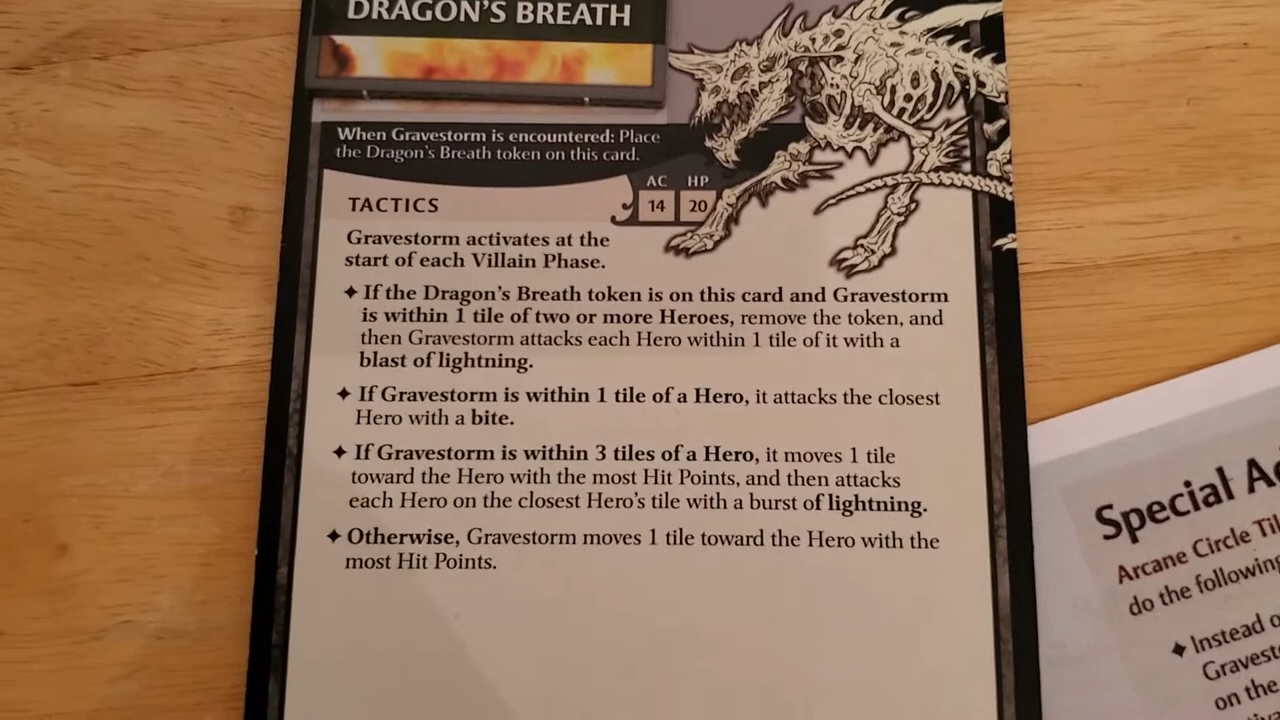 DRAGON'S BREATH
When Gravestorm is encountered: Place
the Dragon's Breath token on this card.
AC HP
14 20
TACTICS
Gravestorm activates at the
start of each Villain Phase.
✦ If the Dragon's Breath token is on this card and Gravestorm
is within 1 tile of two or more Heroes, remove the token, and
then Gravestorm attacks each Hero within 1 tile of it with a
blast of lightning.
✦ If Gravestorm is within 1 tile of a Hero, it attacks the closest
Hero with a bite.
✦ If Gravestorm is within 3 tiles of a Hero, it moves 1 tile
toward the Hero with the most Hit Points, and then attacks
each Hero on the closest Hero's tile with a burst of lightning.
✦ Otherwise, Gravestorm moves 1 tile toward the Hero with the
most Hit Points.
Special
Arcane Circle
do the following
✦ Instead
on the